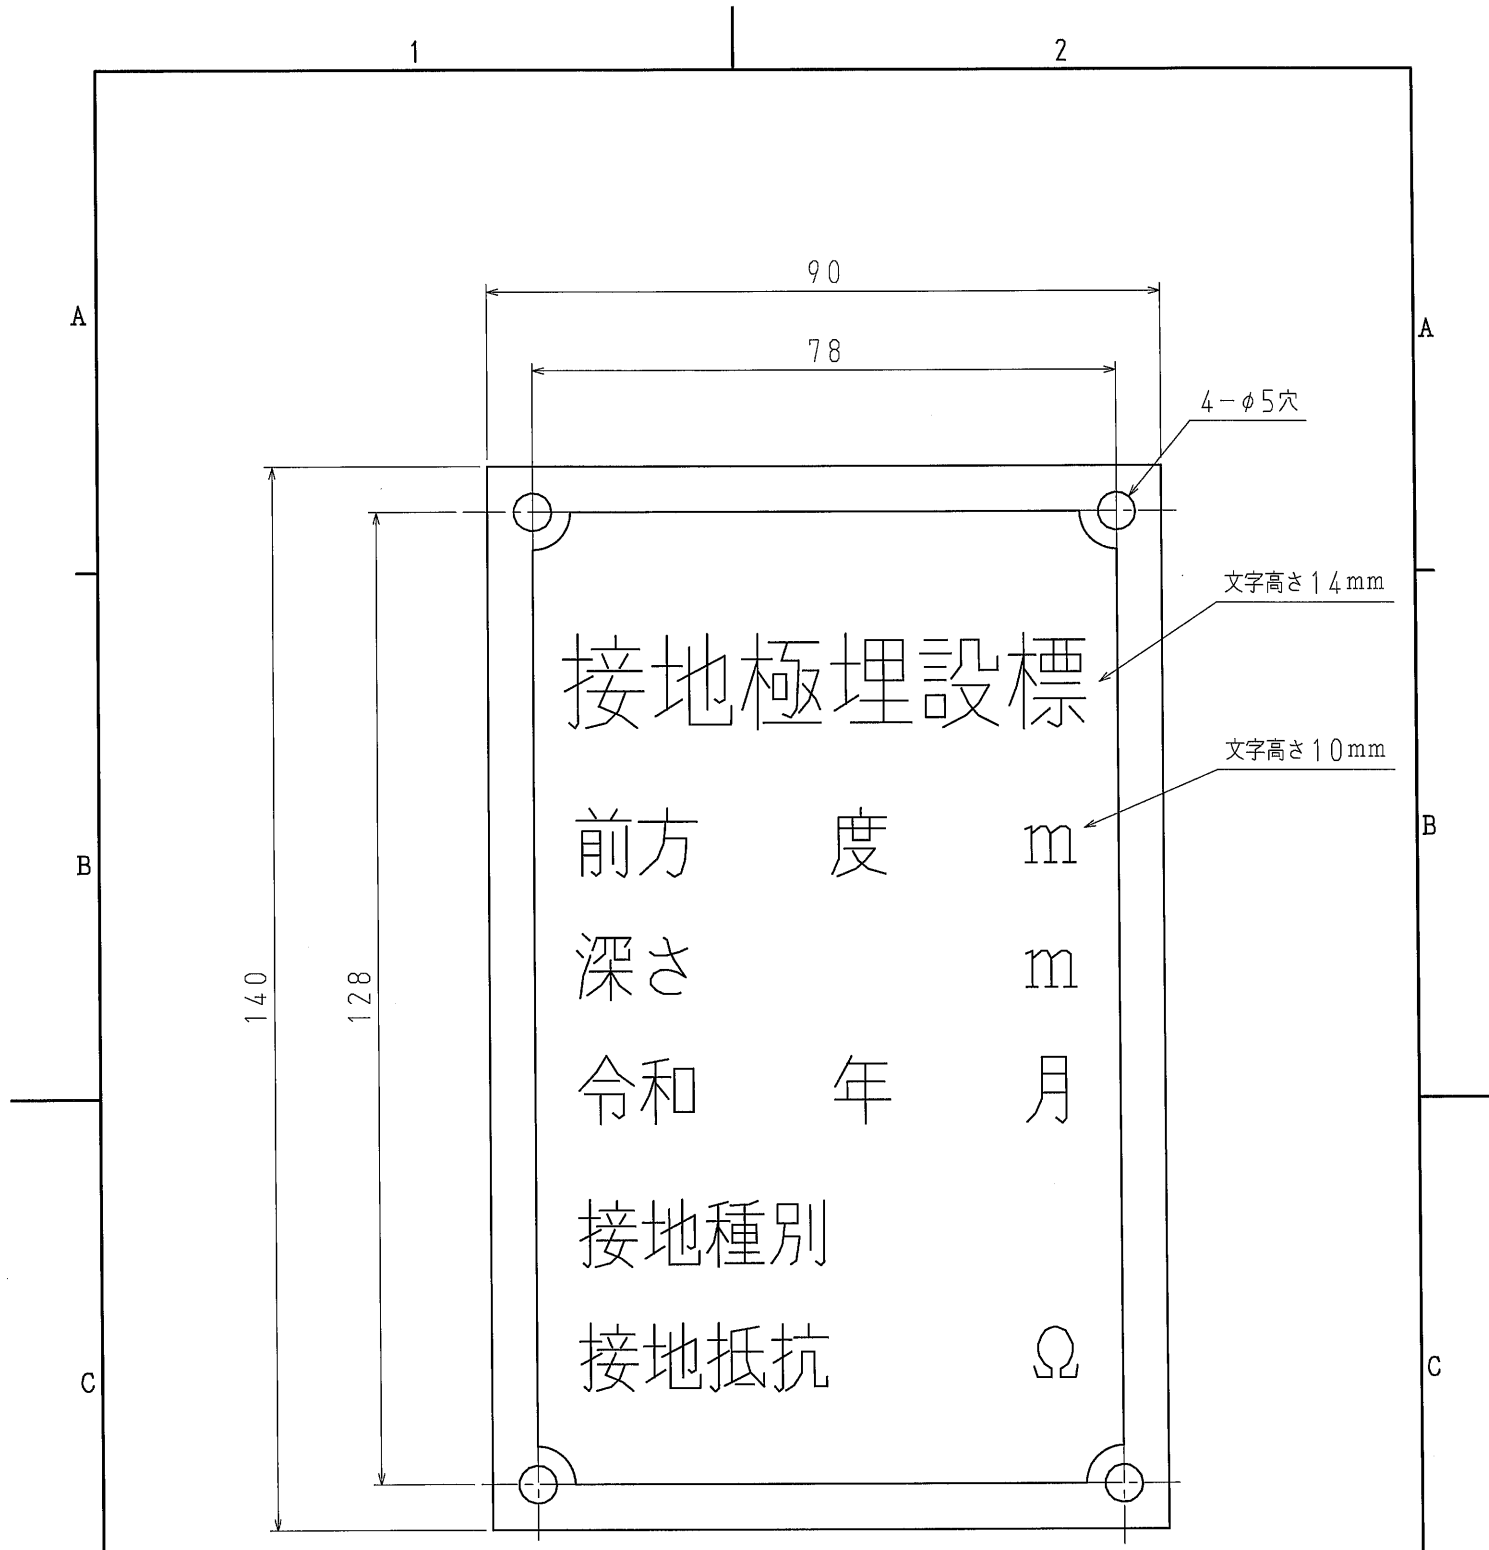 1 2
90
A A
78
4-φ5穴
文字高さ14mm
接地極埋設標
文字高さ10mm
B B
前方 度 m
深さ m
140
128
令和 年 月
接地種別
接地抵抗 Ω
C C